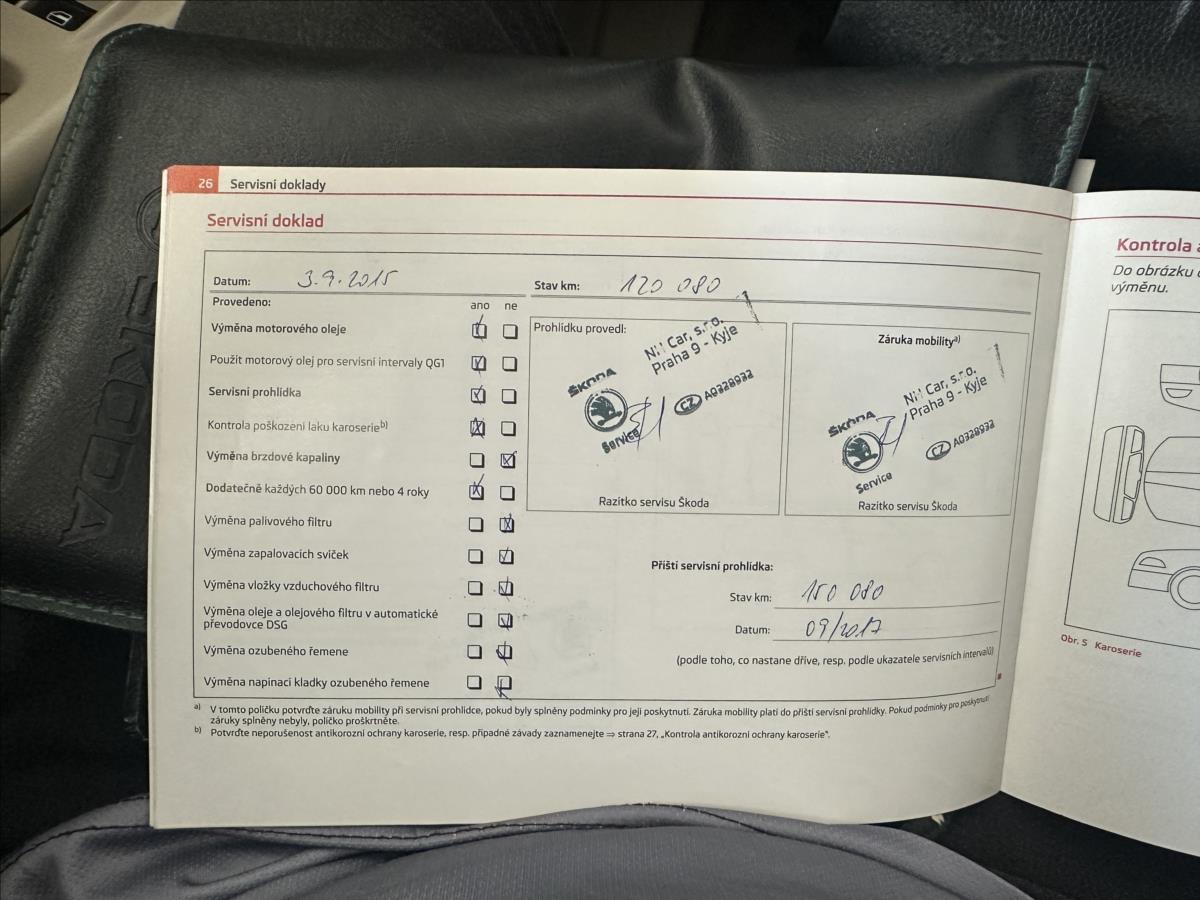 26 Servisní doklady
Servisní doklad
Datum: 3.9.2015 Stav km: 120 080
Provedeno: ano ne
Výměna motorového oleje
Použit motorový olej pro servisní intervaly QG1
Servisní prohlídka
Kontrola poškození laku karoserieb)
Výměna brzdové kapaliny
Dodatečně každých 60 000 km nebo 4 roky
Výměna palivového filtru
Výměna zapalovacích svíček
Výměna vložky vzduchového filtru
Výměna oleje a olejového filtru v automatické
převodovce DSG
Výměna ozubeného řemene
Výměna napínací kladky ozubeného řemene
Prohlídku provedl:
Car, s.r.o.
Praha 9 - Kyje
ŠKODA
Service
CZ A0328932
Razítko servisu Škoda
Záruka mobilitya)
Car, s.r.o.
Praha 9 - Kyje
ŠKODA
Service
CZ A0328932
Razítko servisu Škoda
Příští servisní prohlídka:
Stav km: 150 080
Datum: 09/2017
(podle toho, co nastane dříve, resp. podle ukazatele servisních intervalů)
a) V tomto políčku potvrďte záruku mobility při servisní prohlídce, pokud byly splněny podmínky pro její poskytnutí. Záruka mobility platí do příští servisní prohlídky. Pokud podmínky pro poskytnutí
záruky splněny nebyly, políčko proškrtněte.
b) Potvrďte neporušenost antikorozní ochrany karoserie, resp. případné závady zaznamenejte ⇒ strana 27, „Kontrola antikorozní ochrany karoserie“.
Kontrola a
Do obrázku
výměnu.
Obr. 5 Karoserie
ŠKODA